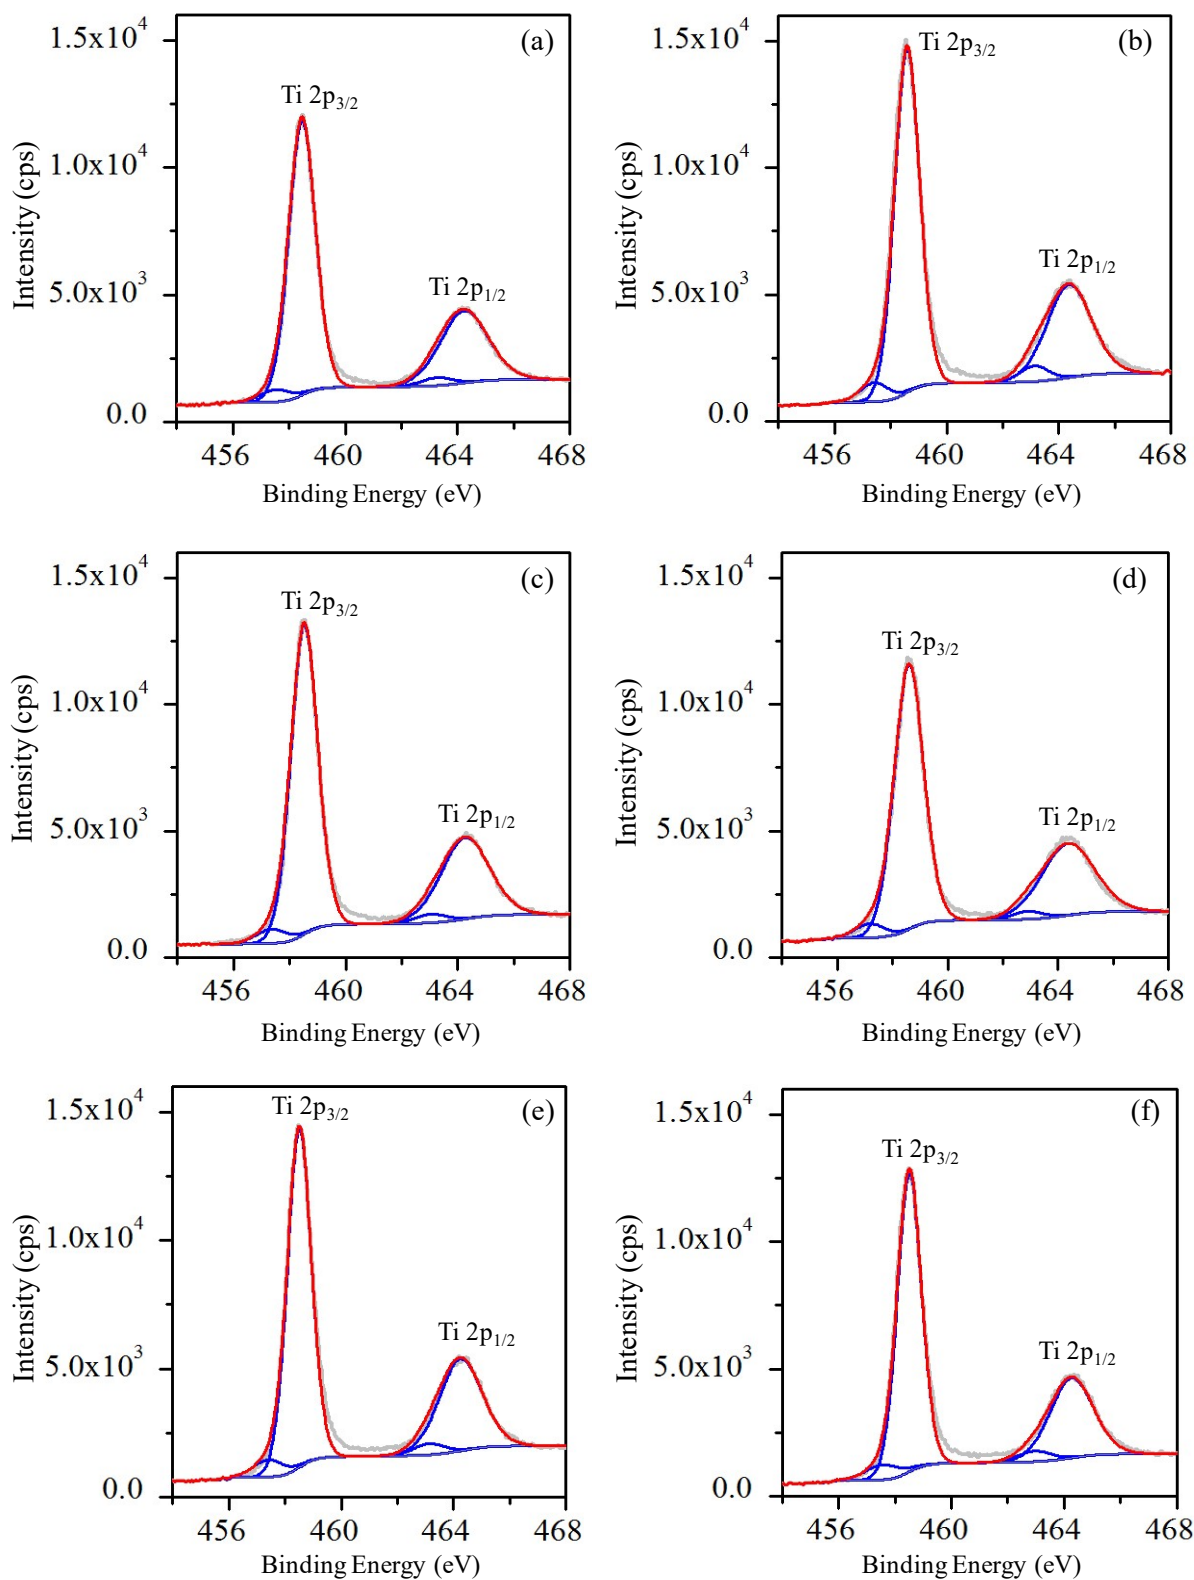 (a)
Ti 2p3/2
Ti 2p1/2
1.5x10^4
1.0x10^4
5.0x10^3
0.0
Intensity (cps)
456 460 464 468
Binding Energy (eV)
(b)
Ti 2p3/2
Ti 2p1/2
1.5x10^4
1.0x10^4
5.0x10^3
0.0
Intensity (cps)
456 460 464 468
Binding Energy (eV)
(c)
Ti 2p3/2
Ti 2p1/2
1.5x10^4
1.0x10^4
5.0x10^3
0.0
Intensity (cps)
456 460 464 468
Binding Energy (eV)
(d)
Ti 2p3/2
Ti 2p1/2
1.5x10^4
1.0x10^4
5.0x10^3
0.0
Intensity (cps)
456 460 464 468
Binding Energy (eV)
(e)
Ti 2p3/2
Ti 2p1/2
1.5x10^4
1.0x10^4
5.0x10^3
0.0
Intensity (cps)
456 460 464 468
Binding Energy (eV)
(f)
Ti 2p3/2
Ti 2p1/2
1.5x10^4
1.0x10^4
5.0x10^3
0.0
Intensity (cps)
456 460 464 468
Binding Energy (eV)